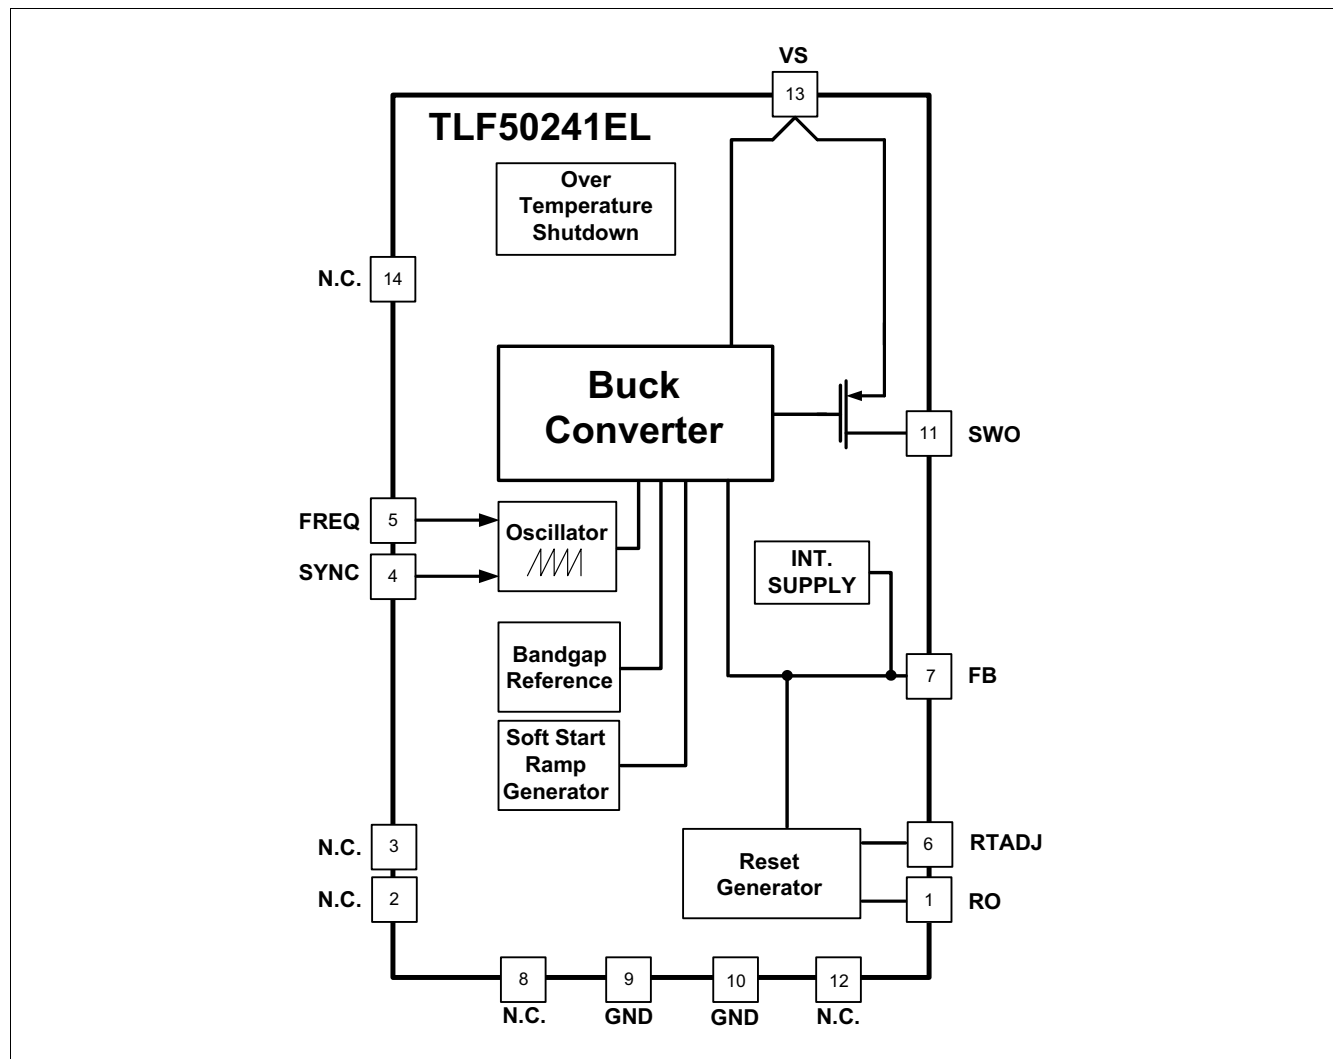 VS
13
TLF50241EL
Over
Temperature
Shutdown
N.C.
14
Buck
Converter
11
SWO
FREQ
5
Oscillator
SYNC
4
INT.
SUPPLY
Bandgap
Reference
7
FB
Soft Start
Ramp
Generator
N.C.
3
6
RTADJ
Reset
Generator
N.C.
2
1
RO
8
9
10
12
N.C.
GND
GND
N.C.